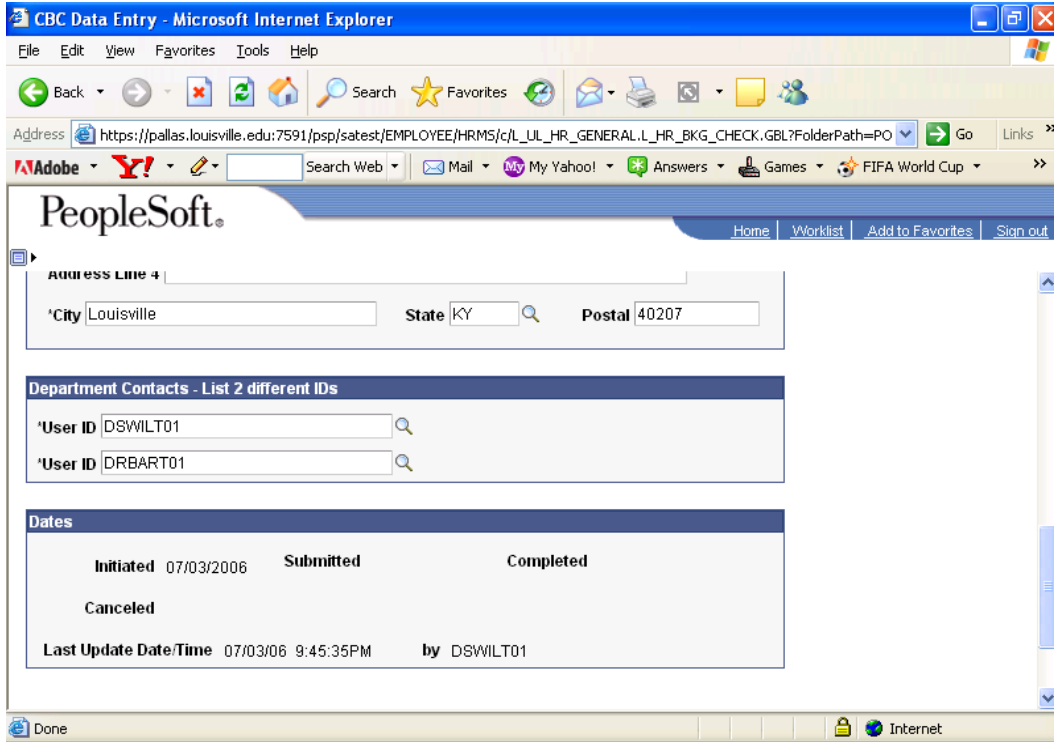 CBC Data Entry - Microsoft Internet Explorer
File Edit View Favorites Tools Help
Back Search Favorites
Address https://pallas.louisville.edu:7591/psp/satest/EMPLOYEE/HRMS/c/L_UL_HR_GENERAL.L_HR_BKG_CHECK.GBL?FolderPath=PO Go Links »
Adobe Y! Search Web Mail My My Yahoo! Answers Games FIFA World Cup »
PeopleSoft®
Home Worklist Add to Favorites Sign out
Address Line 4
*City Louisville State KY Postal 40207
Department Contacts - List 2 different IDs
*User ID DSWILT01
*User ID DRBART01
Dates
Initiated 07/03/2006 Submitted Completed
Canceled
Last Update Date/Time 07/03/06 9:45:35PM by DSWILT01
Done Internet